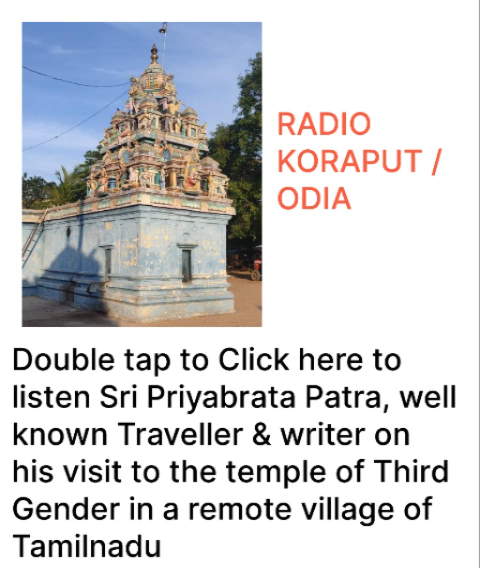 RADIO
KORAPUT /
ODIA
Double tap to Click here to
listen Sri Priyabrata Patra, well
known Traveller & writer on
his visit to the temple of Third
Gender in a remote village of
Tamilnadu